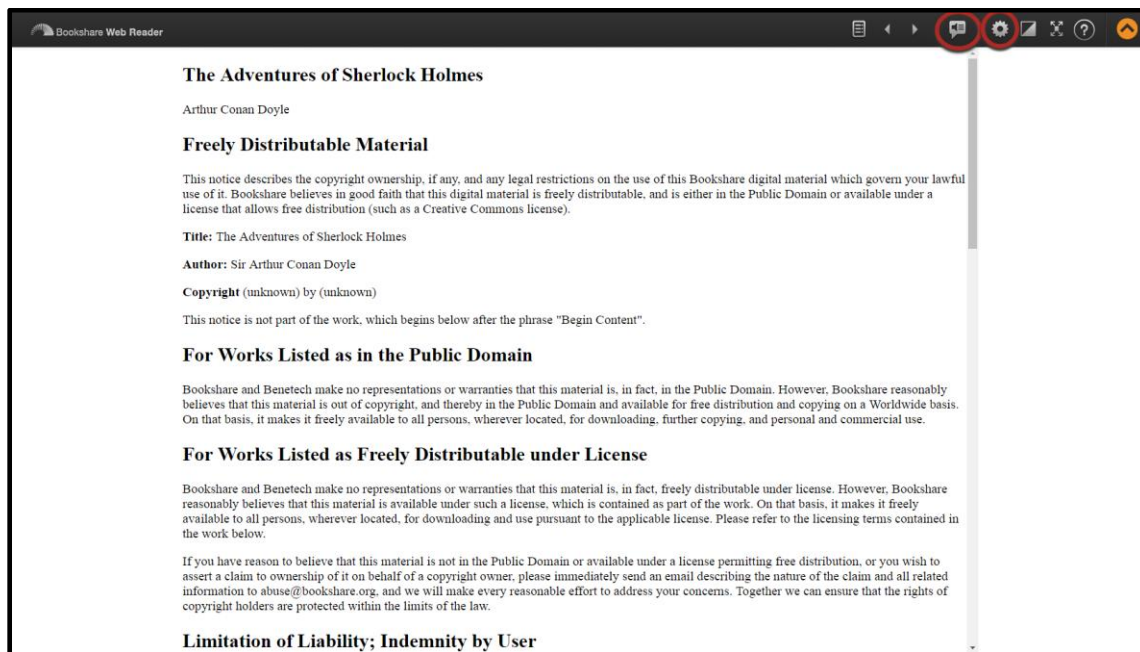 Bookshare Web Reader
The Adventures of Sherlock Holmes
Arthur Conan Doyle
Freely Distributable Material
This notice describes the copyright ownership, if any, and any legal restrictions on the use of this Bookshare digital material which govern your lawful
use of it. Bookshare believes in good faith that this digital material is freely distributable, and is either in the Public Domain or available under a
license that allows free distribution (such as a Creative Commons license).
Title: The Adventures of Sherlock Holmes
Author: Sir Arthur Conan Doyle
Copyright (unknown) by (unknown)
This notice is not part of the work, which begins below after the phrase "Begin Content".
For Works Listed as in the Public Domain
Bookshare and Benetech make no representations or warranties that this material is, in fact, in the Public Domain. However, Bookshare reasonably
believes that this material is out of copyright, and thereby in the Public Domain and available for free distribution and copying on a Worldwide basis.
On that basis, it makes it freely available to all persons, wherever located, for downloading, further copying, and personal and commercial use.
For Works Listed as Freely Distributable under License
Bookshare and Benetech make no representations or warranties that this material is, in fact, freely distributable under license. However, Bookshare
reasonably believes that this material is available under such a license, which is contained as part of the work. On that basis, it makes it freely
available to all persons, wherever located, for downloading and use pursuant to the applicable license. Please refer to the licensing terms contained in
the work below.
If you have reason to believe that this material is not in the Public Domain or available under a license permitting free distribution, or you wish to
assert a claim to ownership of it on behalf of a copyright owner, please immediately send an email describing the nature of the claim and all related
information to abuse@bookshare.org, and we will make every reasonable effort to address your concerns. Together we can ensure that the rights of
copyright holders are protected within the limits of the law.
Limitation of Liability; Indemnity by User